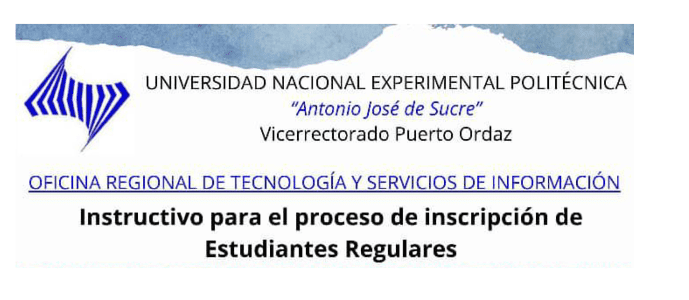 UNIVERSIDAD NACIONAL EXPERIMENTAL POLITÉCNICA
“Antonio José de Sucre”
Vicerrectorado Puerto Ordaz
OFICINA REGIONAL DE TECNOLOGÍA Y SERVICIOS DE INFORMACIÓN
Instructivo para el proceso de inscripción de
Estudiantes Regulares